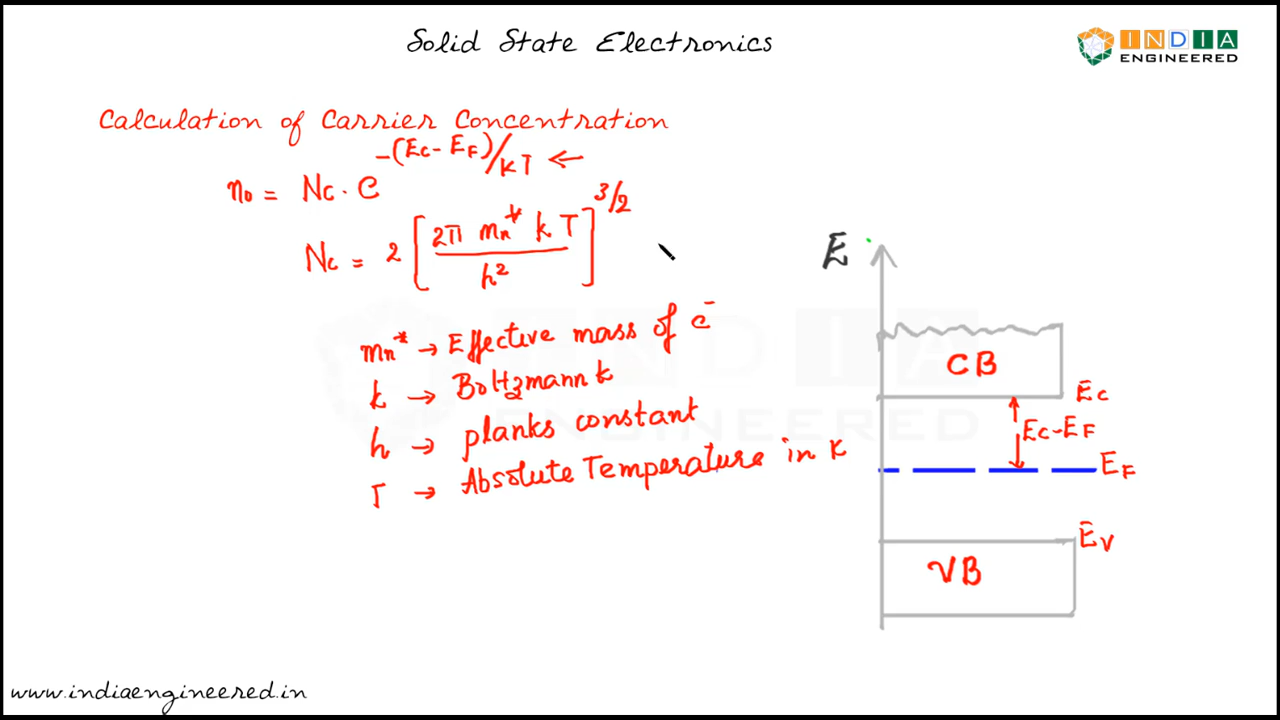 Solid State Electronics
INDIA
ENGINEERED
Calculation of Carrier Concentration
n₀ = Nc · e^-(Ec - EF)/kT ←
Nc = 2 [ 2π mn* k T / h² ]^3/2
mn* → Effective mass of e⁻
k → Boltzmann k
h → planks constant
T → Absolute Temperature in K
E
CB
Ec
Ec-EF
EF
Ev
VB
INDIA
ENGINEERED
www.indiaengineered.in